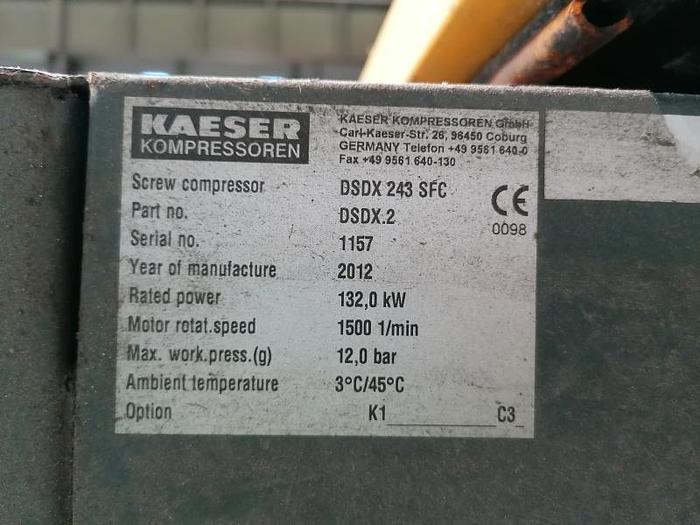 KAESER
KOMPRESSOREN
KAESER KOMPRESSOREN GmbH
Carl-Kaeser-Str. 26, 96450 Coburg
GERMANY Telefon +49 9561 640-0
Fax +49 9561 640-130
Screw compressor DSDX 243 SFC
Part no. DSDX.2
CE
0098
Serial no. 1157
Year of manufacture 2012
Rated power 132,0 kW
Motor rotat.speed 1500 1/min
Max. work.press.(g) 12,0 bar
Ambient temperature 3°C/45°C
Option K1 C3